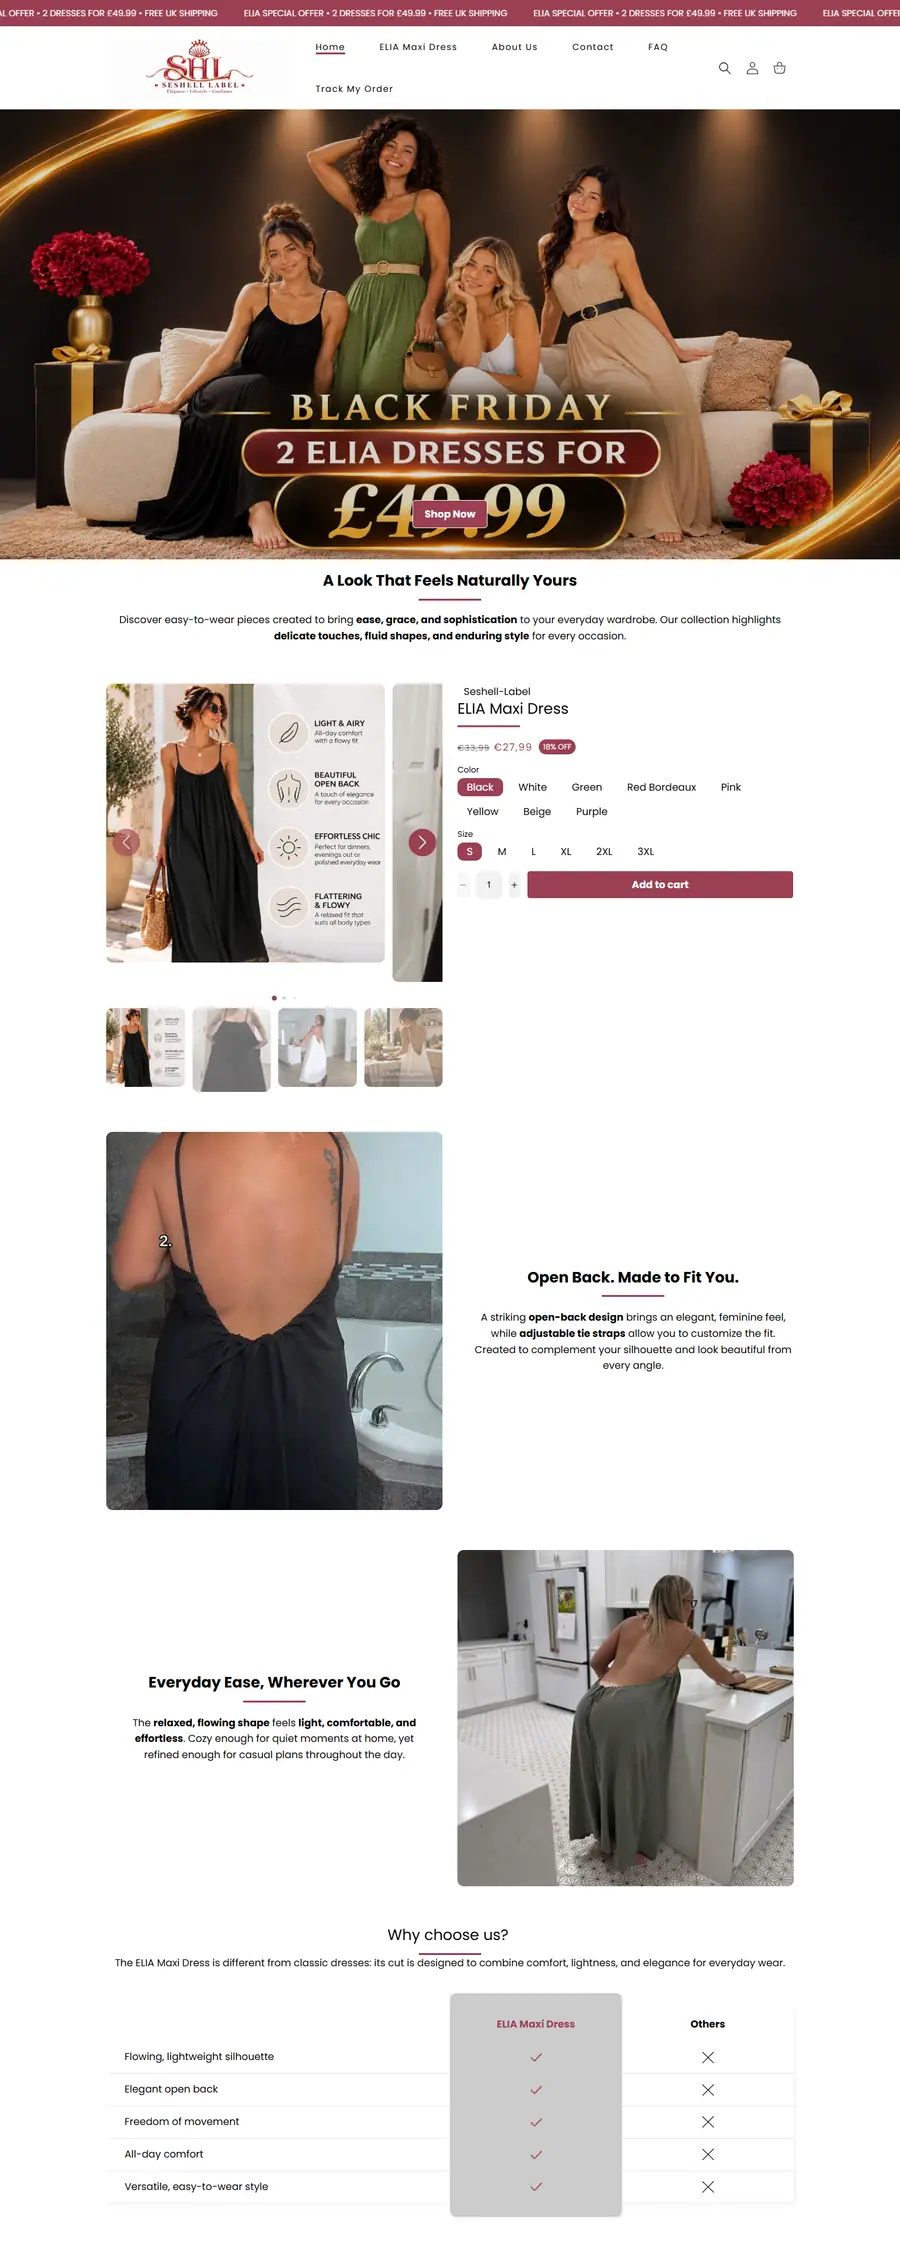 AL OFFER • 2 DRESSES FOR £49.99 • FREE UK SHIPPING ELIA SPECIAL OFFER • 2 DRESSES FOR £49.99 • FREE UK SHIPPING ELIA SPECIAL OFFER • 2 DRESSES FOR £49.99 • FREE UK SHIPPING ELIA SPECIAL OFFER
SHL
SESHELL LABEL
Elegance • Lifestyle • Confidence
Home ELIA Maxi Dress About Us Contact FAQ
Track My Order
BLACK FRIDAY
2 ELIA DRESSES FOR
£49.99
Shop Now
A Look That Feels Naturally Yours
Discover easy-to-wear pieces created to bring ease, grace, and sophistication to your everyday wardrobe. Our collection highlights
delicate touches, fluid shapes, and enduring style for every occasion.
LIGHT & AIRY
All-day comfort
with a flowy fit
BEAUTIFUL
OPEN BACK
A touch of elegance
for every occasion
EFFORTLESS CHIC
Perfect for dinners,
evenings out or
polished everyday wear
FLATTERING
& FLOWY
A relaxed fit that
suits all body types
Seshell-Label
ELIA Maxi Dress
€33,99 €27,99 18% OFF
Color
Black White Green Red Bordeaux Pink
Yellow Beige Purple
Size
S M L XL 2XL 3XL
− 1 + Add to cart
2.
Open Back. Made to Fit You.
A striking open-back design brings an elegant, feminine feel,
while adjustable tie straps allow you to customize the fit.
Created to complement your silhouette and look beautiful from
every angle.
Everyday Ease, Wherever You Go
The relaxed, flowing shape feels light, comfortable, and
effortless. Cozy enough for quiet moments at home, yet
refined enough for casual plans throughout the day.
Why choose us?
The ELIA Maxi Dress is different from classic dresses: its cut is designed to combine comfort, lightness, and elegance for everyday wear.
ELIA Maxi Dress Others
Flowing, lightweight silhouette
Elegant open back
Freedom of movement
All-day comfort
Versatile, easy-to-wear style